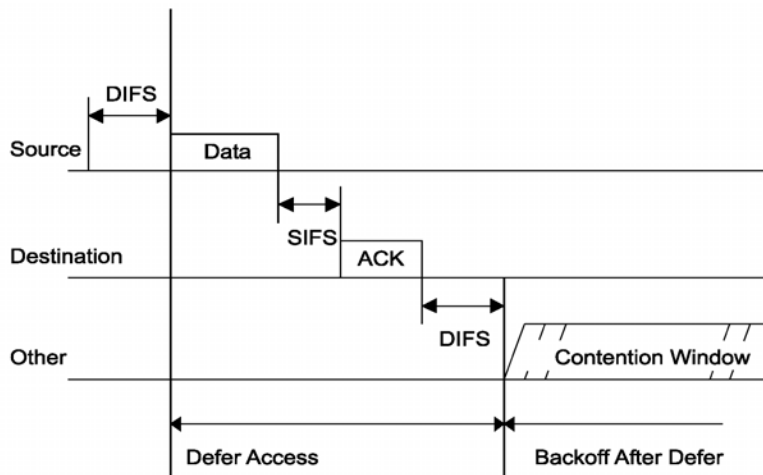 DIFS
Source
Data
SIFS
Destination
ACK
DIFS
Other
Contention Window
Defer Access
Backoff After Defer